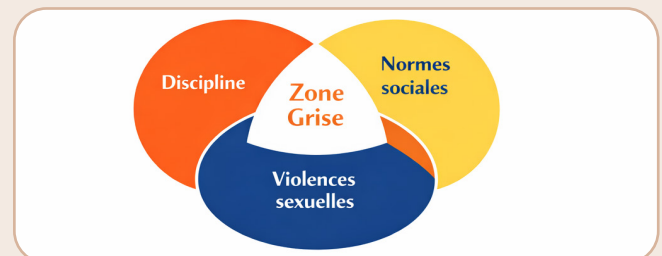 Discipline
Normes
sociales
Zone
Grise
Violences
sexuelles